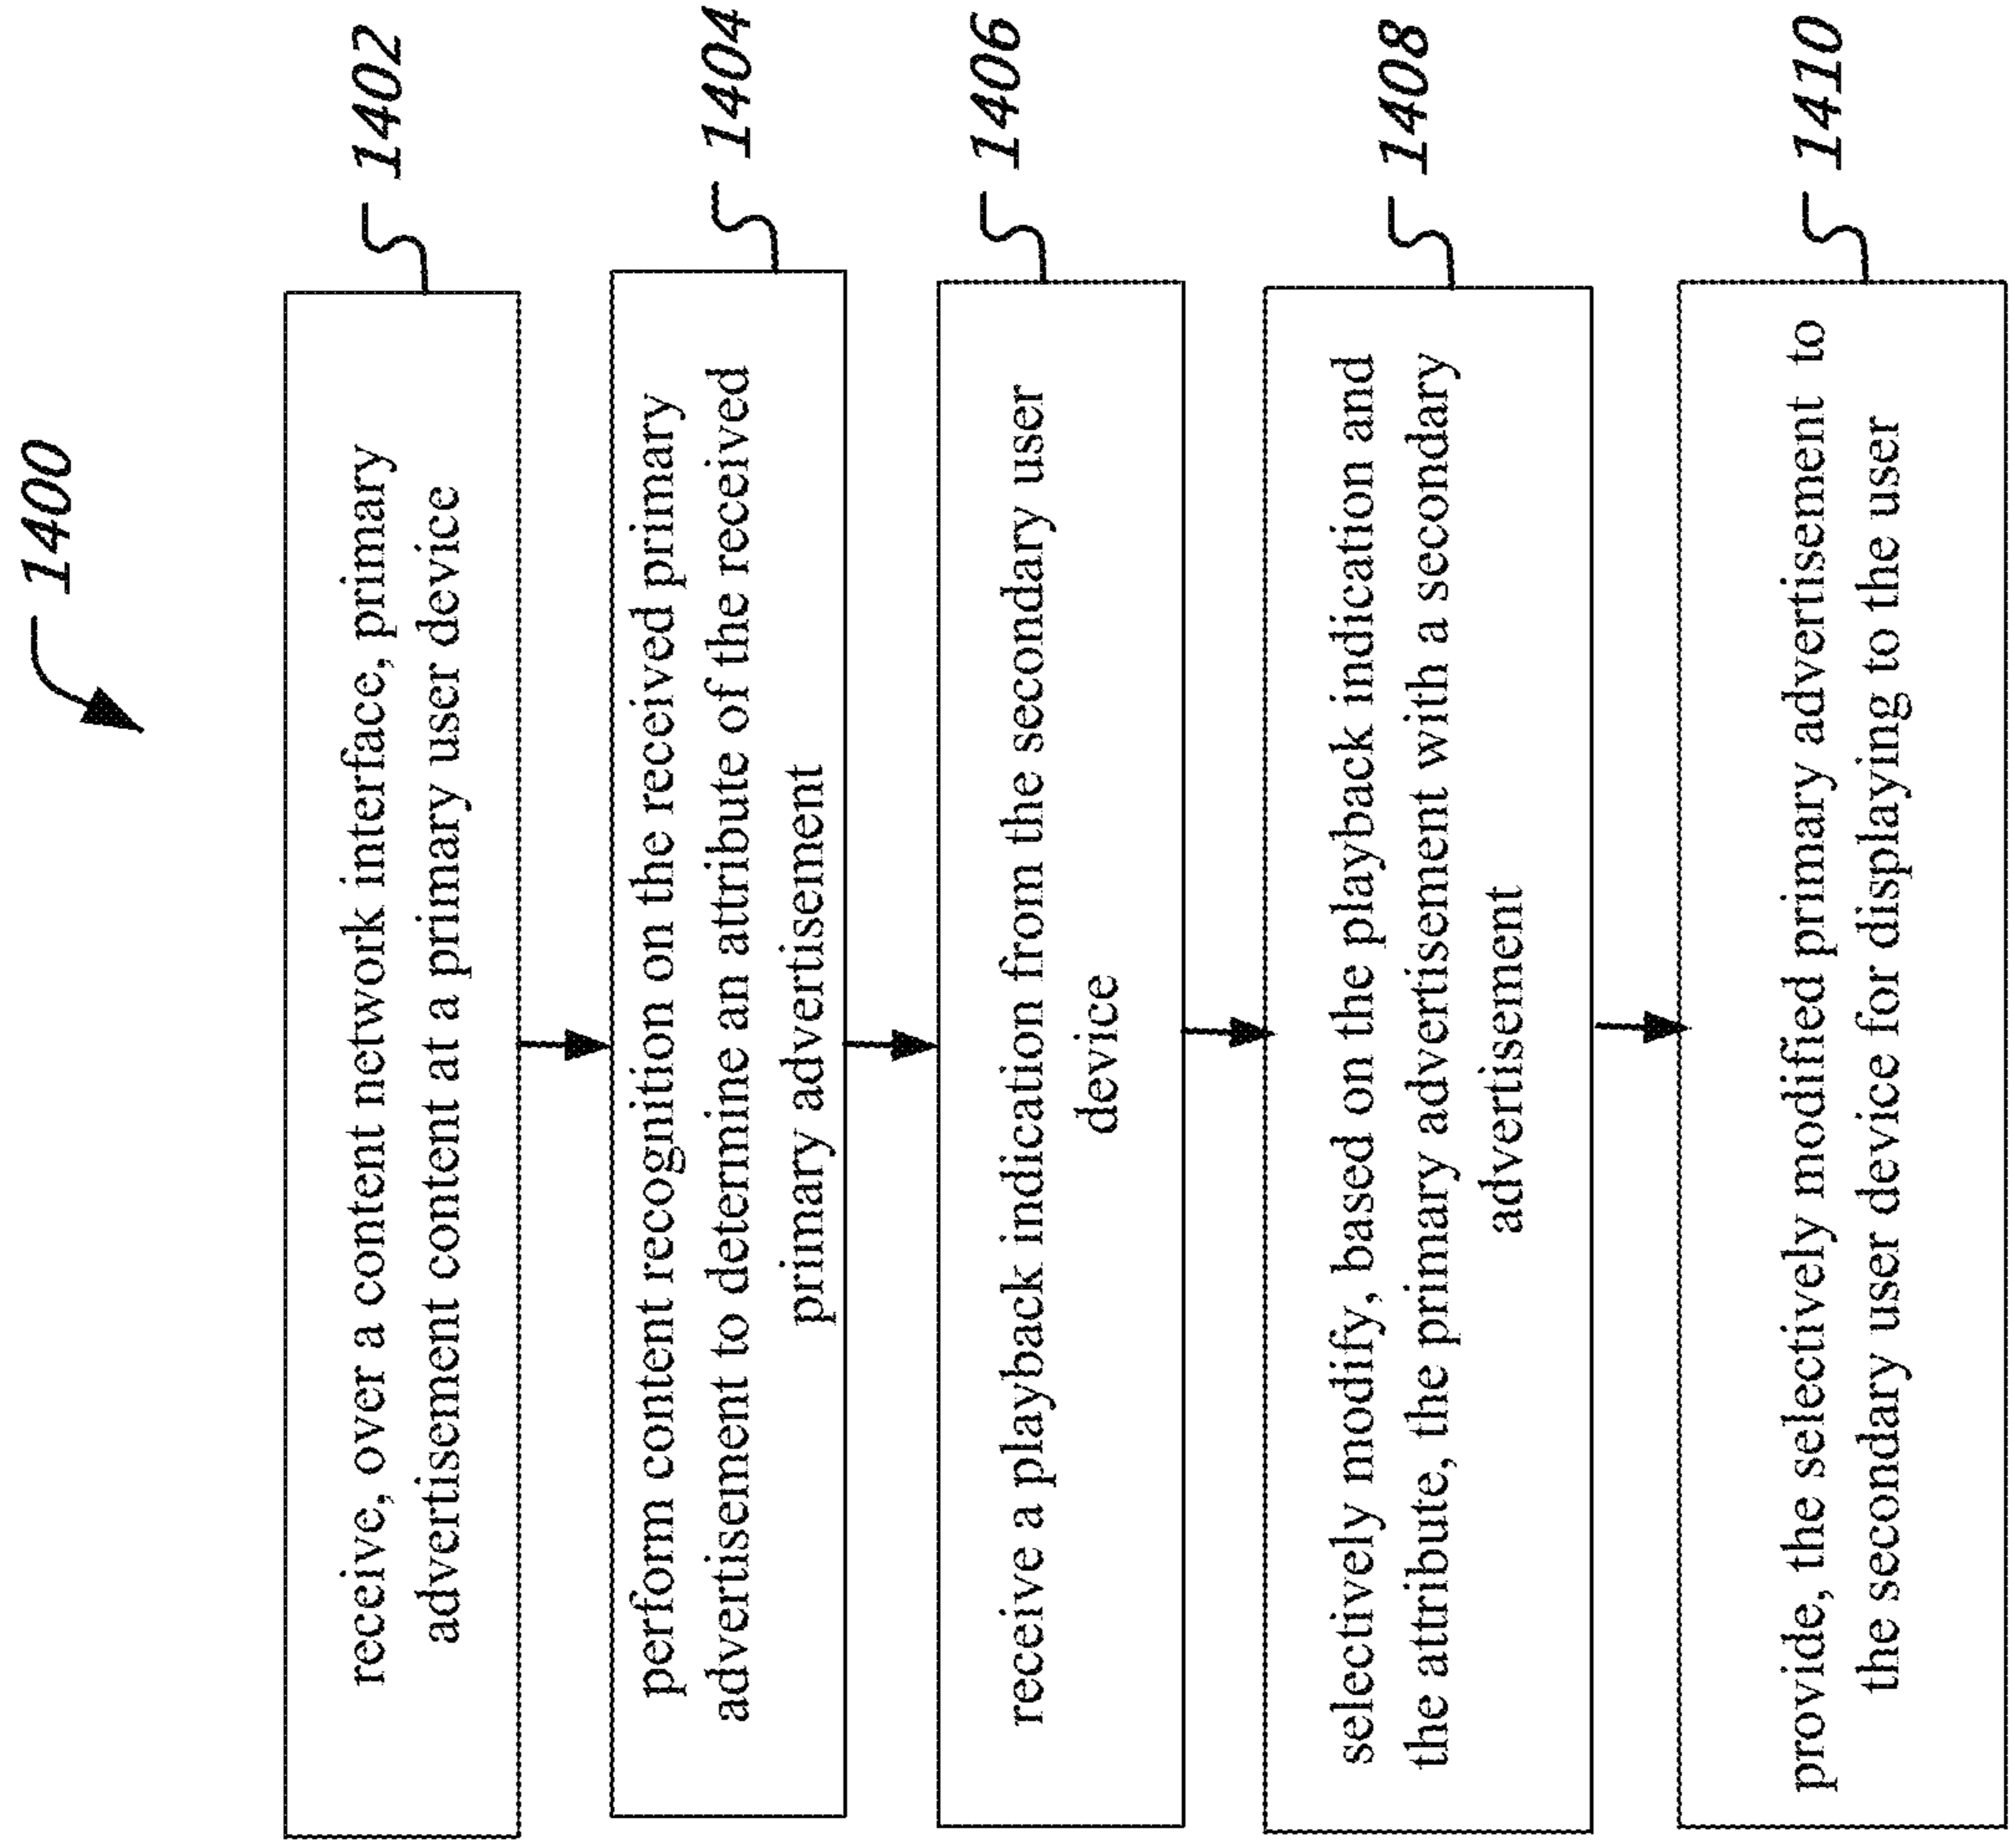 1400
receive, over a content network interface, primary
advertisement content at a primary user device
1402
perform content recognition on the received primary
advertisement to determine an attribute of the received
primary advertisement
1404
receive a playback indication from the secondary user
device
1406
selectively modify, based on the playback indication and
the attribute, the primary advertisement with a secondary
advertisement
1408
provide, the selectively modified primary advertisement to
the secondary user device for displaying to the user
1410